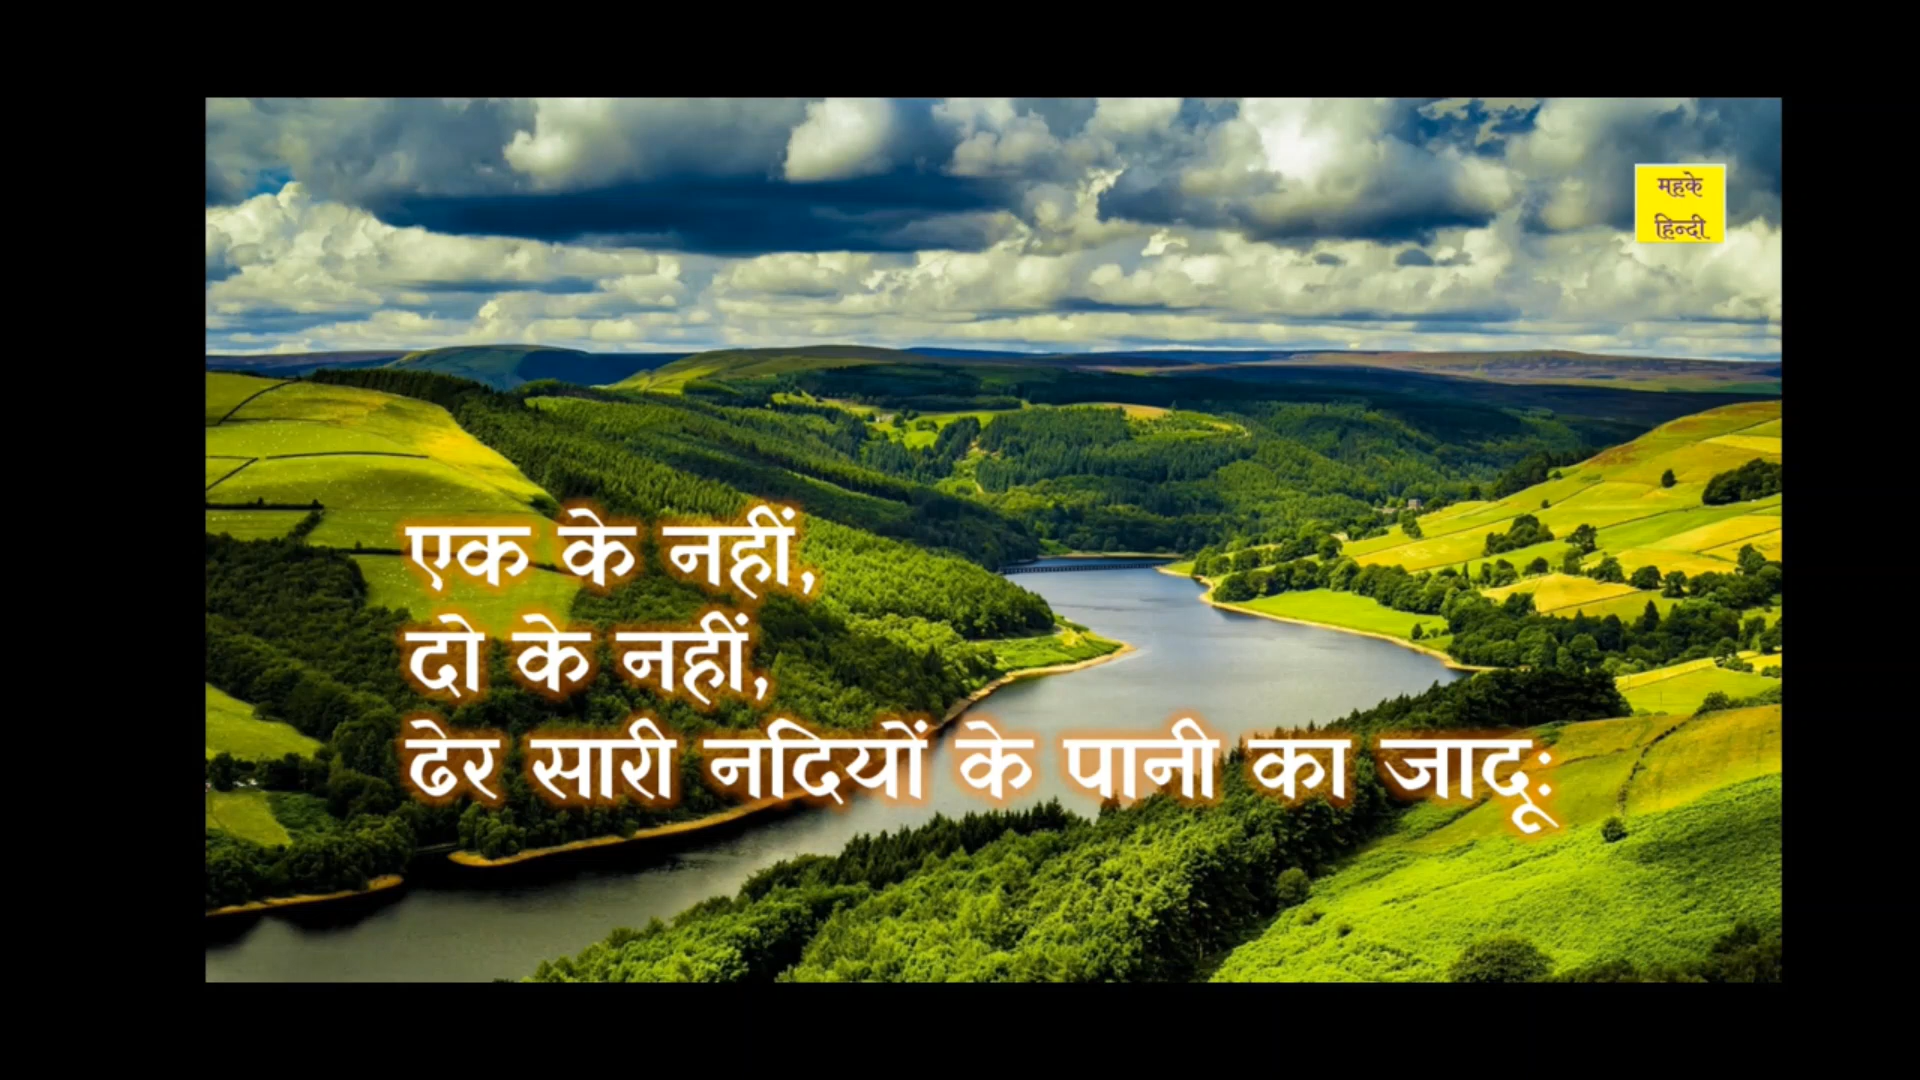 महके
हिन्दी
एक के नहीं,
दो के नहीं,
ढेर सारी नदियों के पानी का जादू: